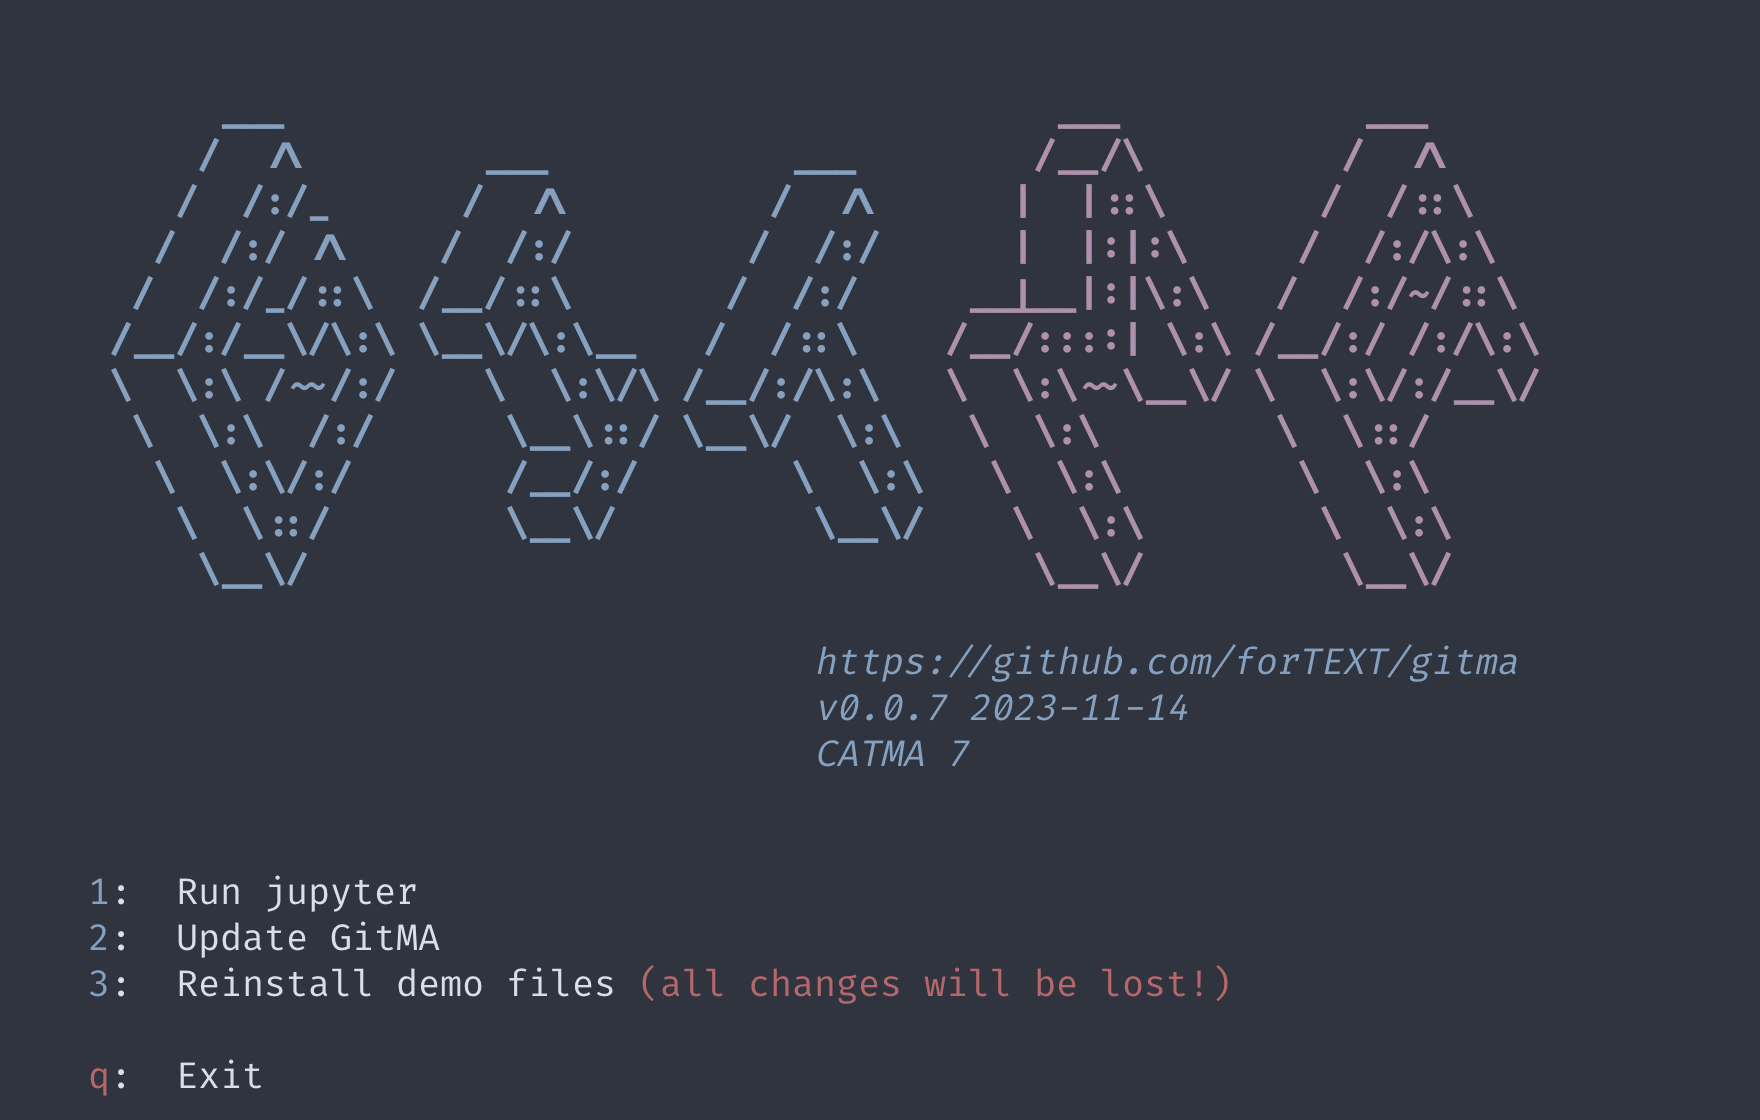 https://github.com/forTEXT/gitma
v0.0.7 2023-11-14
CATMA 7
1: Run jupyter
2: Update GitMA
3: Reinstall demo files (all changes will be lost!)
q: Exit